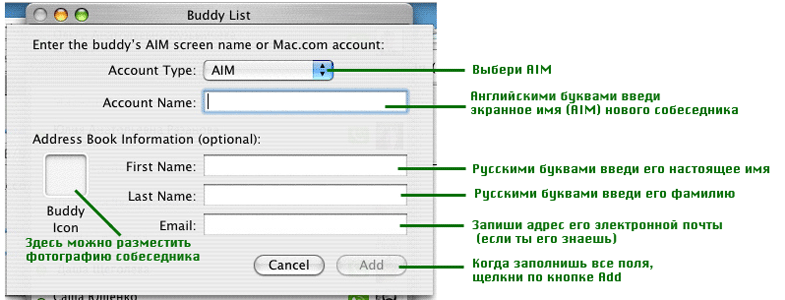 Buddy List
Enter the buddy's AIM screen name or Mac.com account:
Account Type: AIM
Выбери AIM
Account Name:
Английскими буквами введи
экранное имя (AIM) нового собеседника
Address Book Information (optional):
First Name:
Русскими буквами введи его настоящее имя
Last Name:
Русскими буквами введи его фамилию
Buddy
Icon
Email:
Запиши адрес его электронной почты
(если ты его знаешь)
Здесь можно разместить
фотографию собеседника
Cancel
Add
Когда заполнишь все поля,
щелкни по кнопке Add
Саша Ющенко